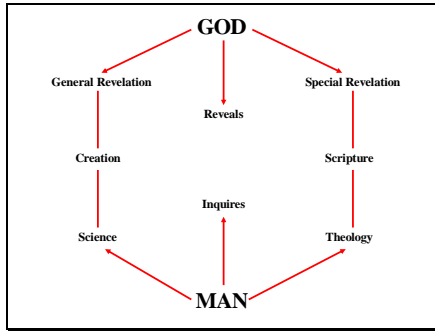 GOD
General Revelation
Special Revelation
Reveals
Creation
Scripture
Inquires
Science
Theology
MAN